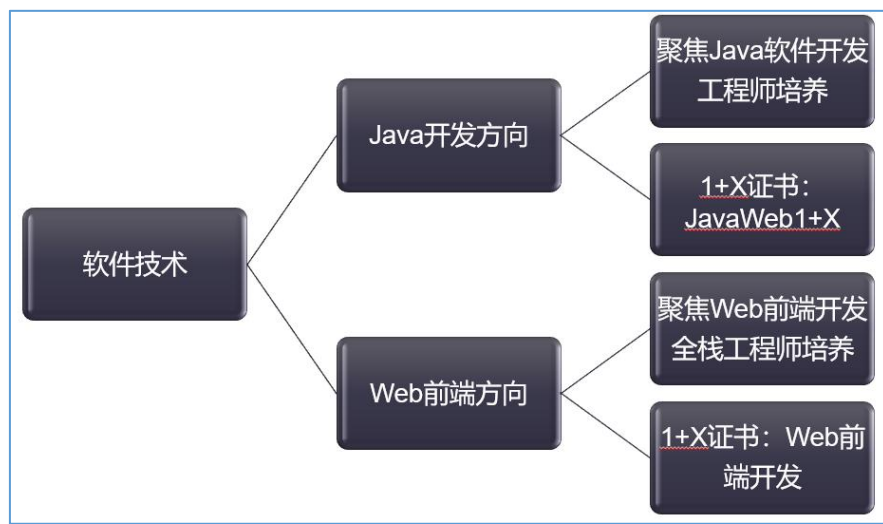 软件技术
Java开发方向
聚焦Java软件开发
工程师培养
1+X证书：
JavaWeb1+X
Web前端方向
聚焦Web前端开发
全栈工程师培养
1+X证书：Web前
端开发